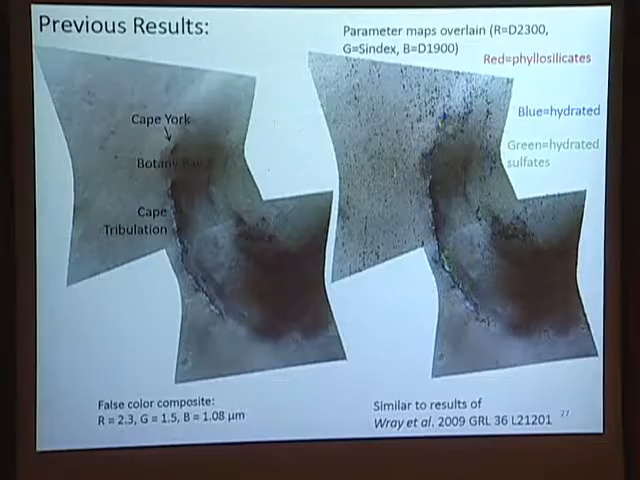 Previous Results:
Parameter maps overlain (R=D2300,
G=Sindex, B=D1900)
Red=phyllosilicates
Blue=hydrated
Green=hydrated
sulfates
Cape York
Botany Bay
Cape
Tribulation
False color composite:
R = 2.3, G = 1.5, B = 1.08 µm
Similar to results of
Wray et al. 2009 GRL 36 L21201
27